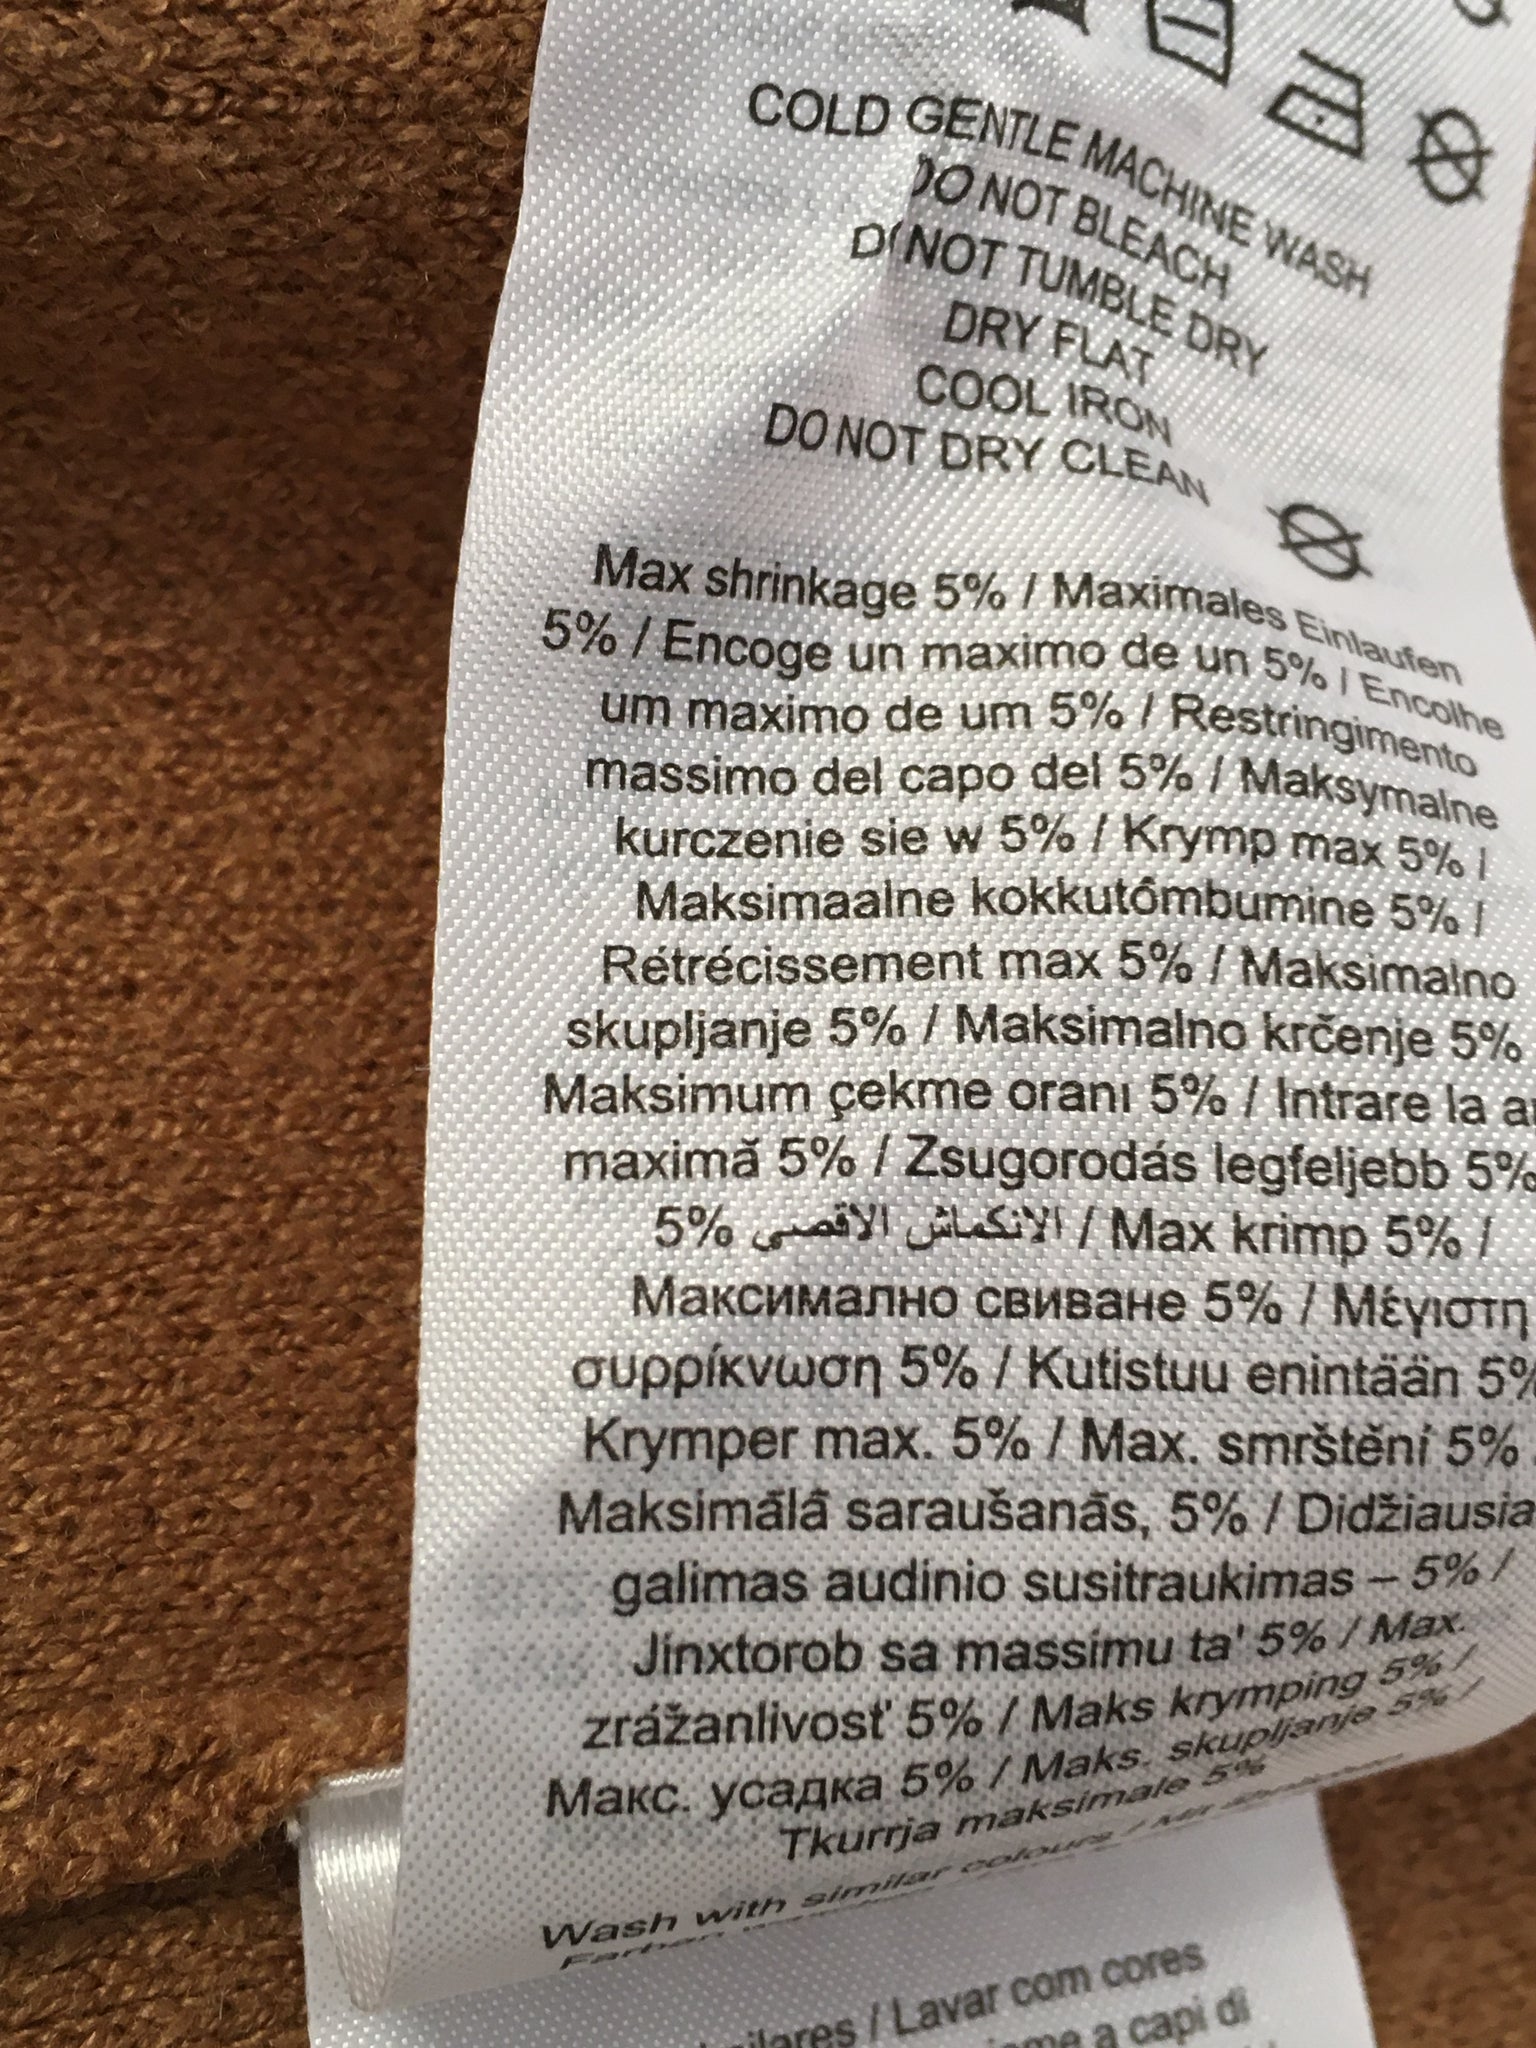 COLD GENTLE MACHINE WASH
DO NOT BLEACH
DO NOT TUMBLE DRY
DRY FLAT
COOL IRON
DO NOT DRY CLEAN
Max shrinkage 5% / Maximales Einlaufen
5% / Encoge un maximo de un 5% / Encolhe
um maximo de um 5% / Restringimento
massimo del capo del 5% / Maksymalne
kurczenie sie w 5% / Krymp max 5% /
Maksimaalne kokkutômbumine 5% /
Rétrécissement max 5% / Maksimalno
skupljanje 5% / Maksimalno krčenje 5%
Maksimum çekme oranı 5% / Intrare la
maximă 5% / Zsugorodás legfeljebb 5%
5% الانكماش الاقصى / Max krimp 5% /
Максимално свиване 5% / Μέγιστη
συρρίκνωση 5% / Kutistuu enintään 5%
Krymper max. 5% / Max. smrštění 5%
Maksimālā saraušanās, 5% / Didžiausia
galimas audinio susitraukimas – 5% /
Jinxtorob sa massimu ta' 5% / Max.
zrážanlivosť 5% / Maks krymping 5% /
Макс. усадка 5% / Maks. skupljanje 5% /
Tkurrja maksimale 5%
Wash with similar colours / Mit
/ Lavar com cores
a capi di